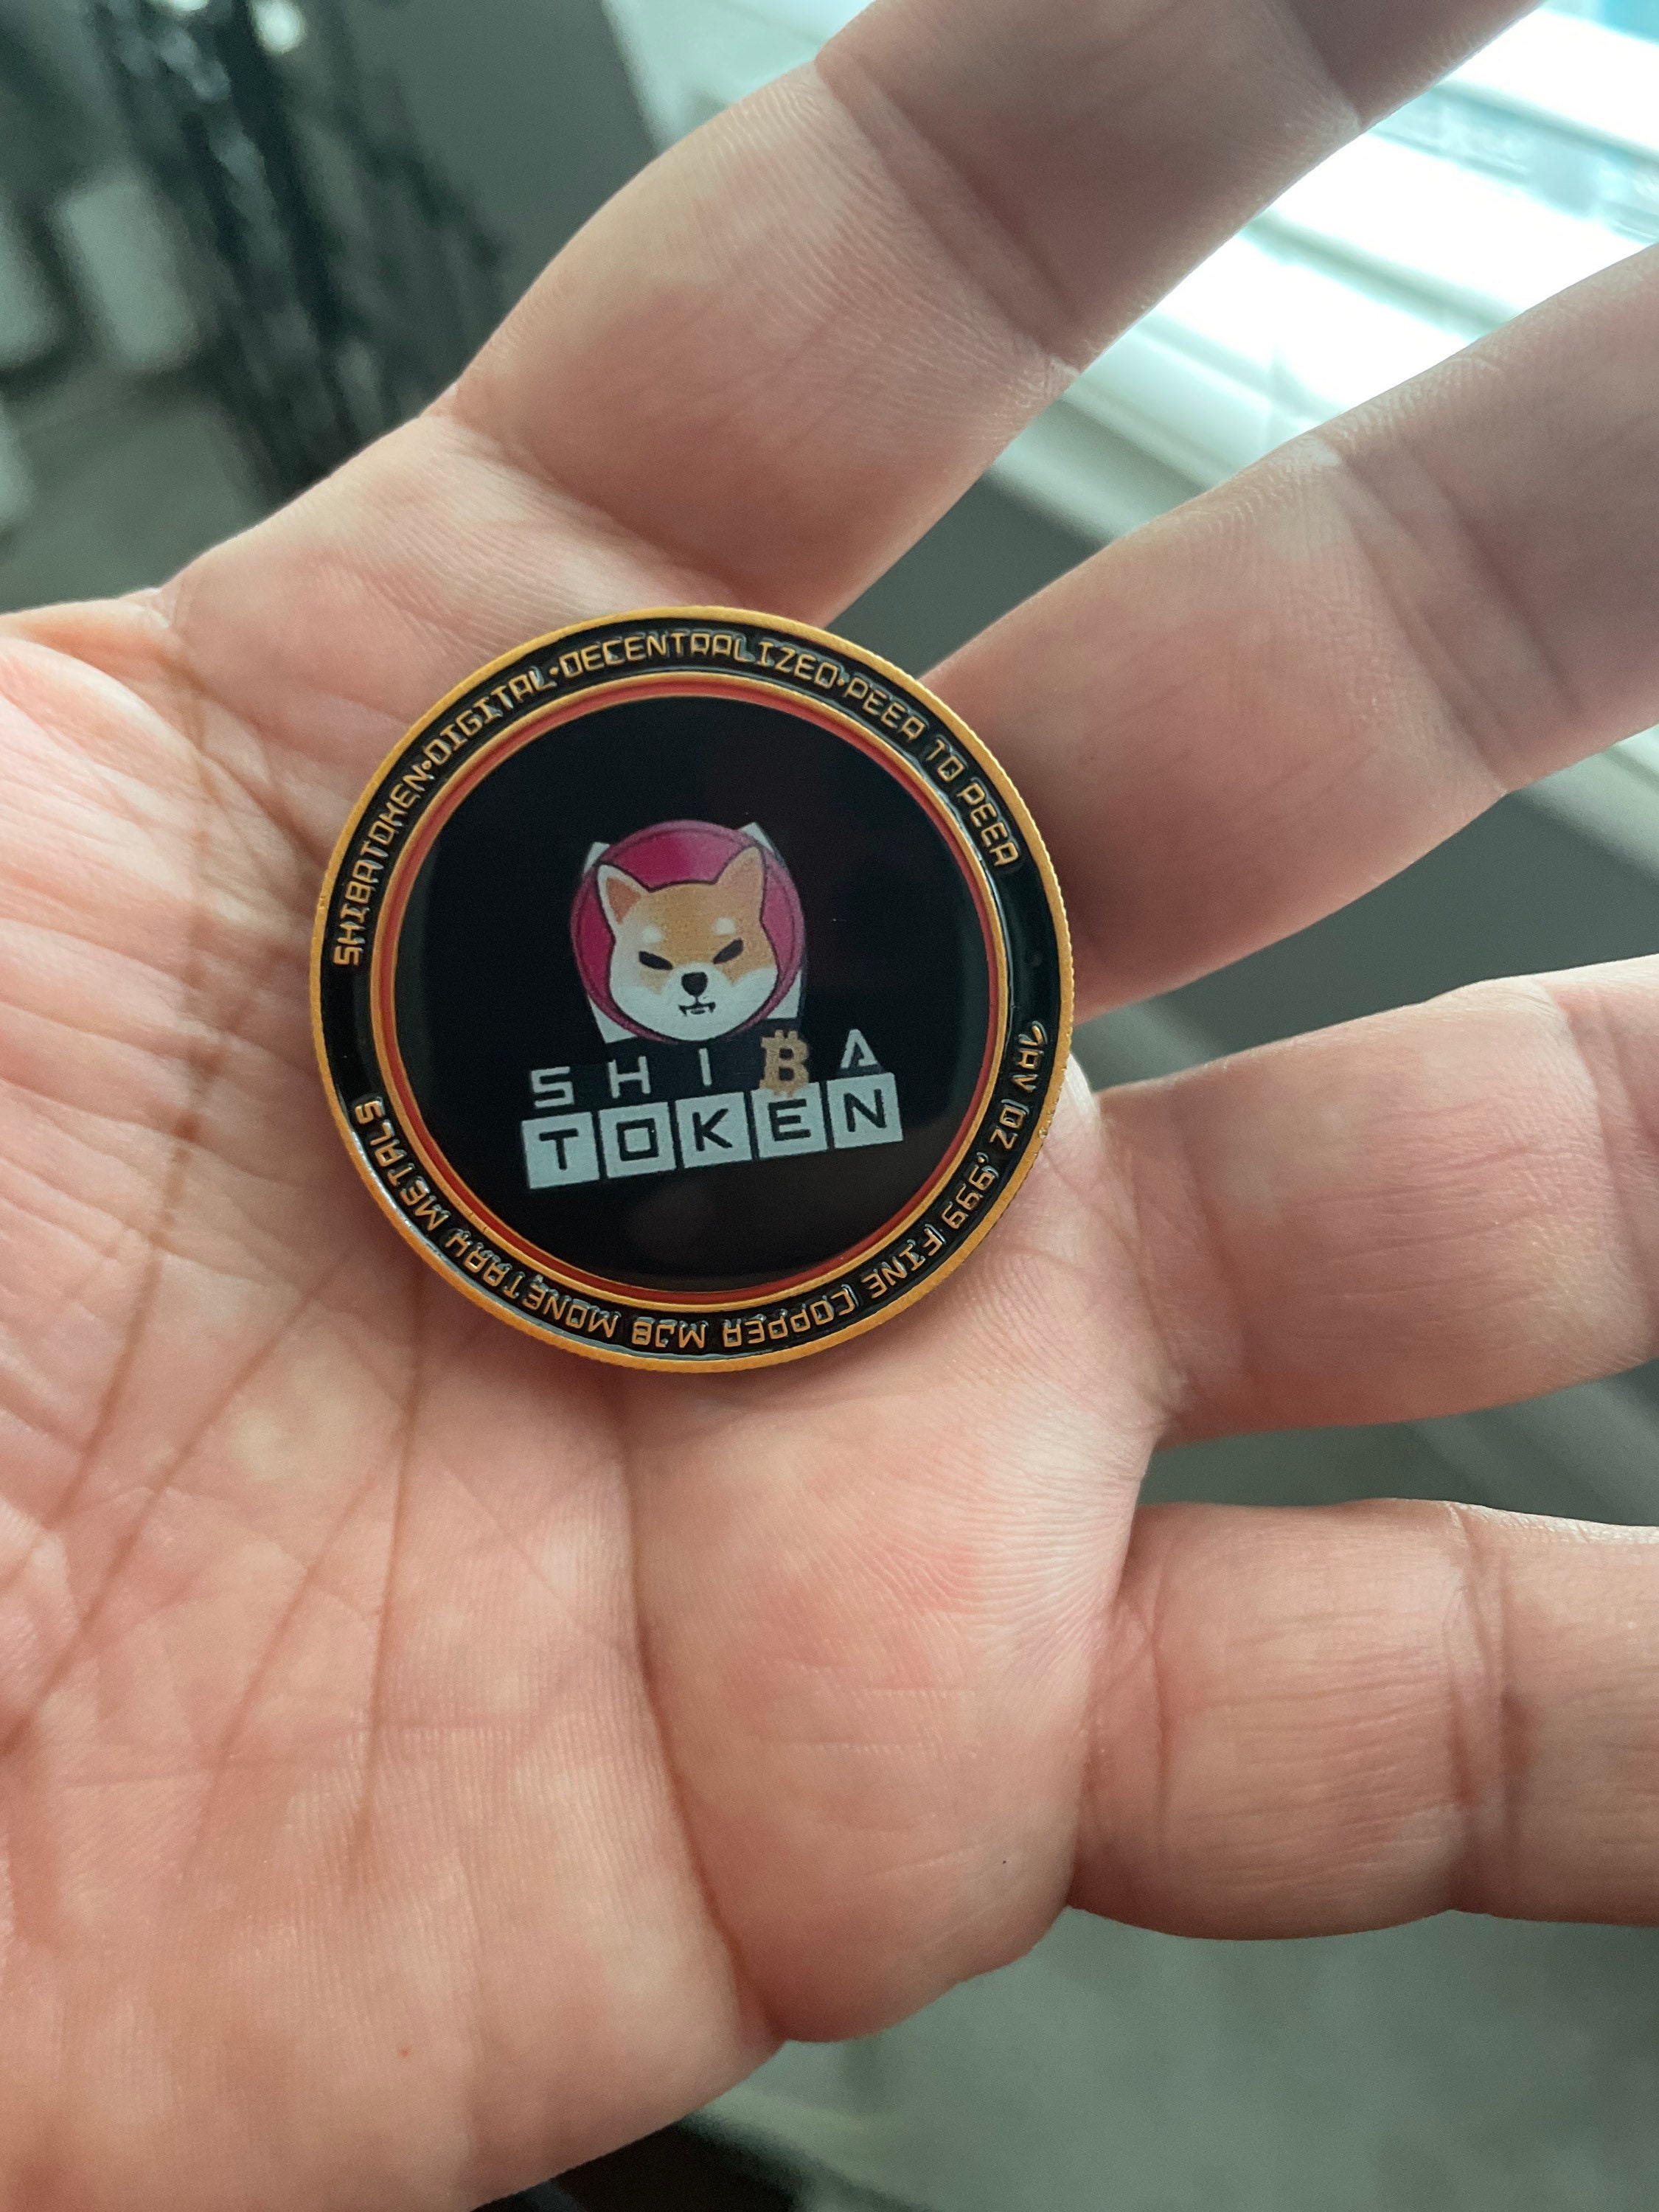 SHIBATOKEN•DIGITAL•DECENTRALIZED•PEER TO PEER
SHIBA
TOKEN
1AV OZ .999 FINE COPPER MJB MONETARY METALS